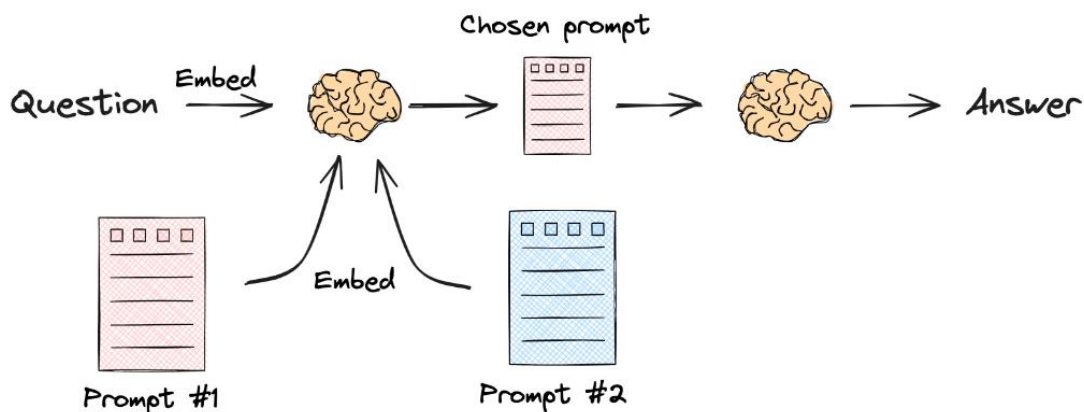 Chosen prompt
Embed
Question
Answer
Embed
Prompt #1
Prompt #2